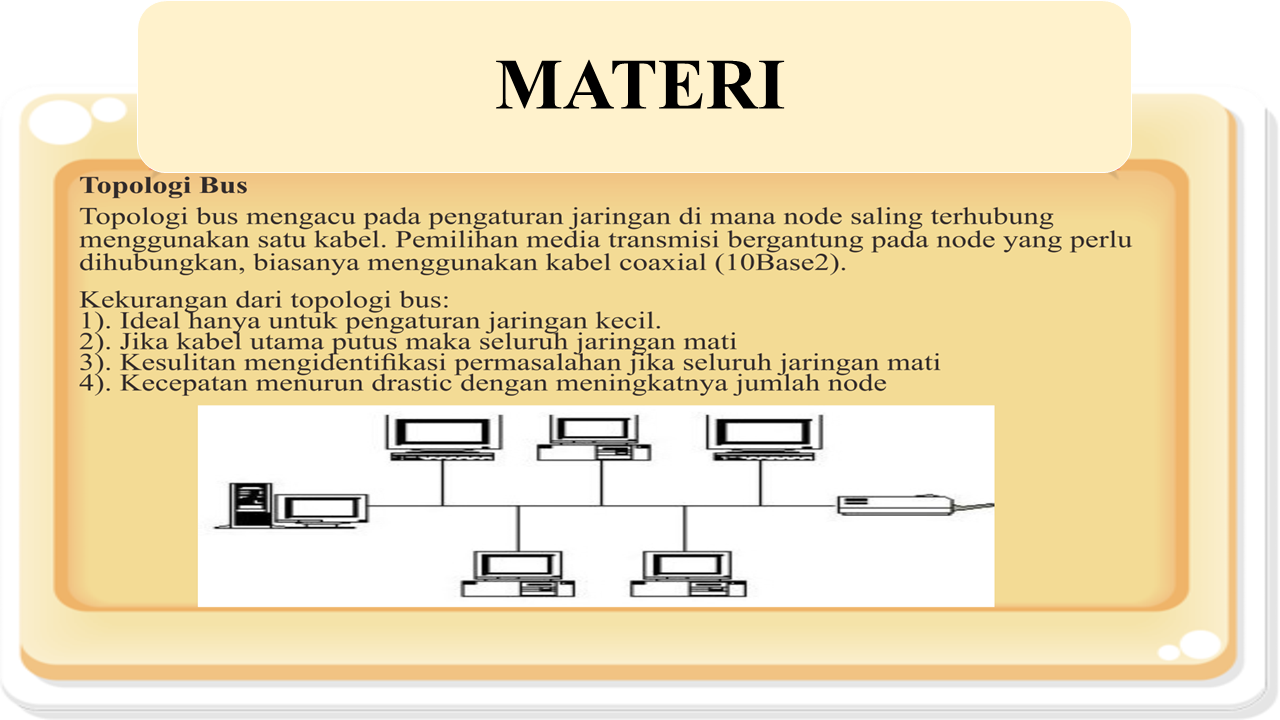 MATERI
Topologi Bus
Topologi bus mengacu pada pengaturan jaringan di mana node saling terhubung
menggunakan satu kabel. Pemilihan media transmisi bergantung pada node yang perlu
dihubungkan, biasanya menggunakan kabel coaxial (10Base2).
Kekurangan dari topologi bus:
1). Ideal hanya untuk pengaturan jaringan kecil.
2). Jika kabel utama putus maka seluruh jaringan mati
3). Kesulitan mengidentifikasi permasalahan jika seluruh jaringan mati
4). Kecepatan menurun drastic dengan meningkatnya jumlah node